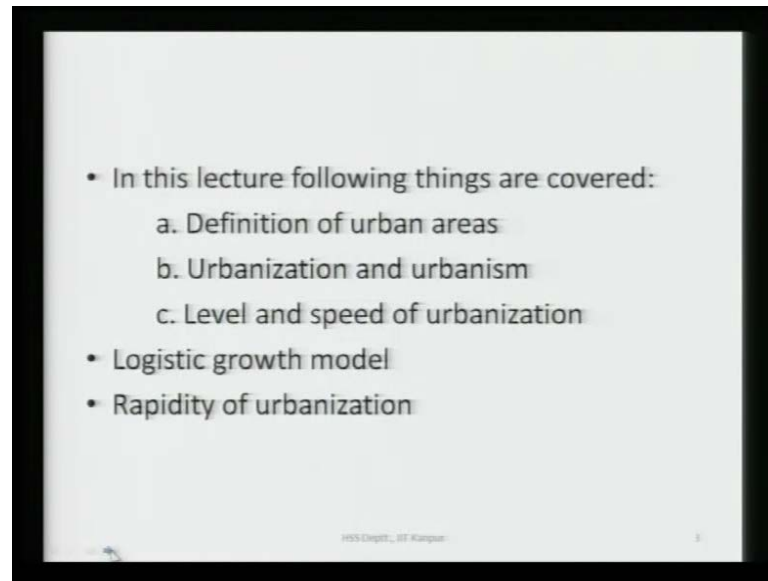 • In this lecture following things are covered:
a. Definition of urban areas
b. Urbanization and urbanism
c. Level and speed of urbanization
• Logistic growth model
• Rapidity of urbanization
HSS Deptt., IIT Kanpur
3